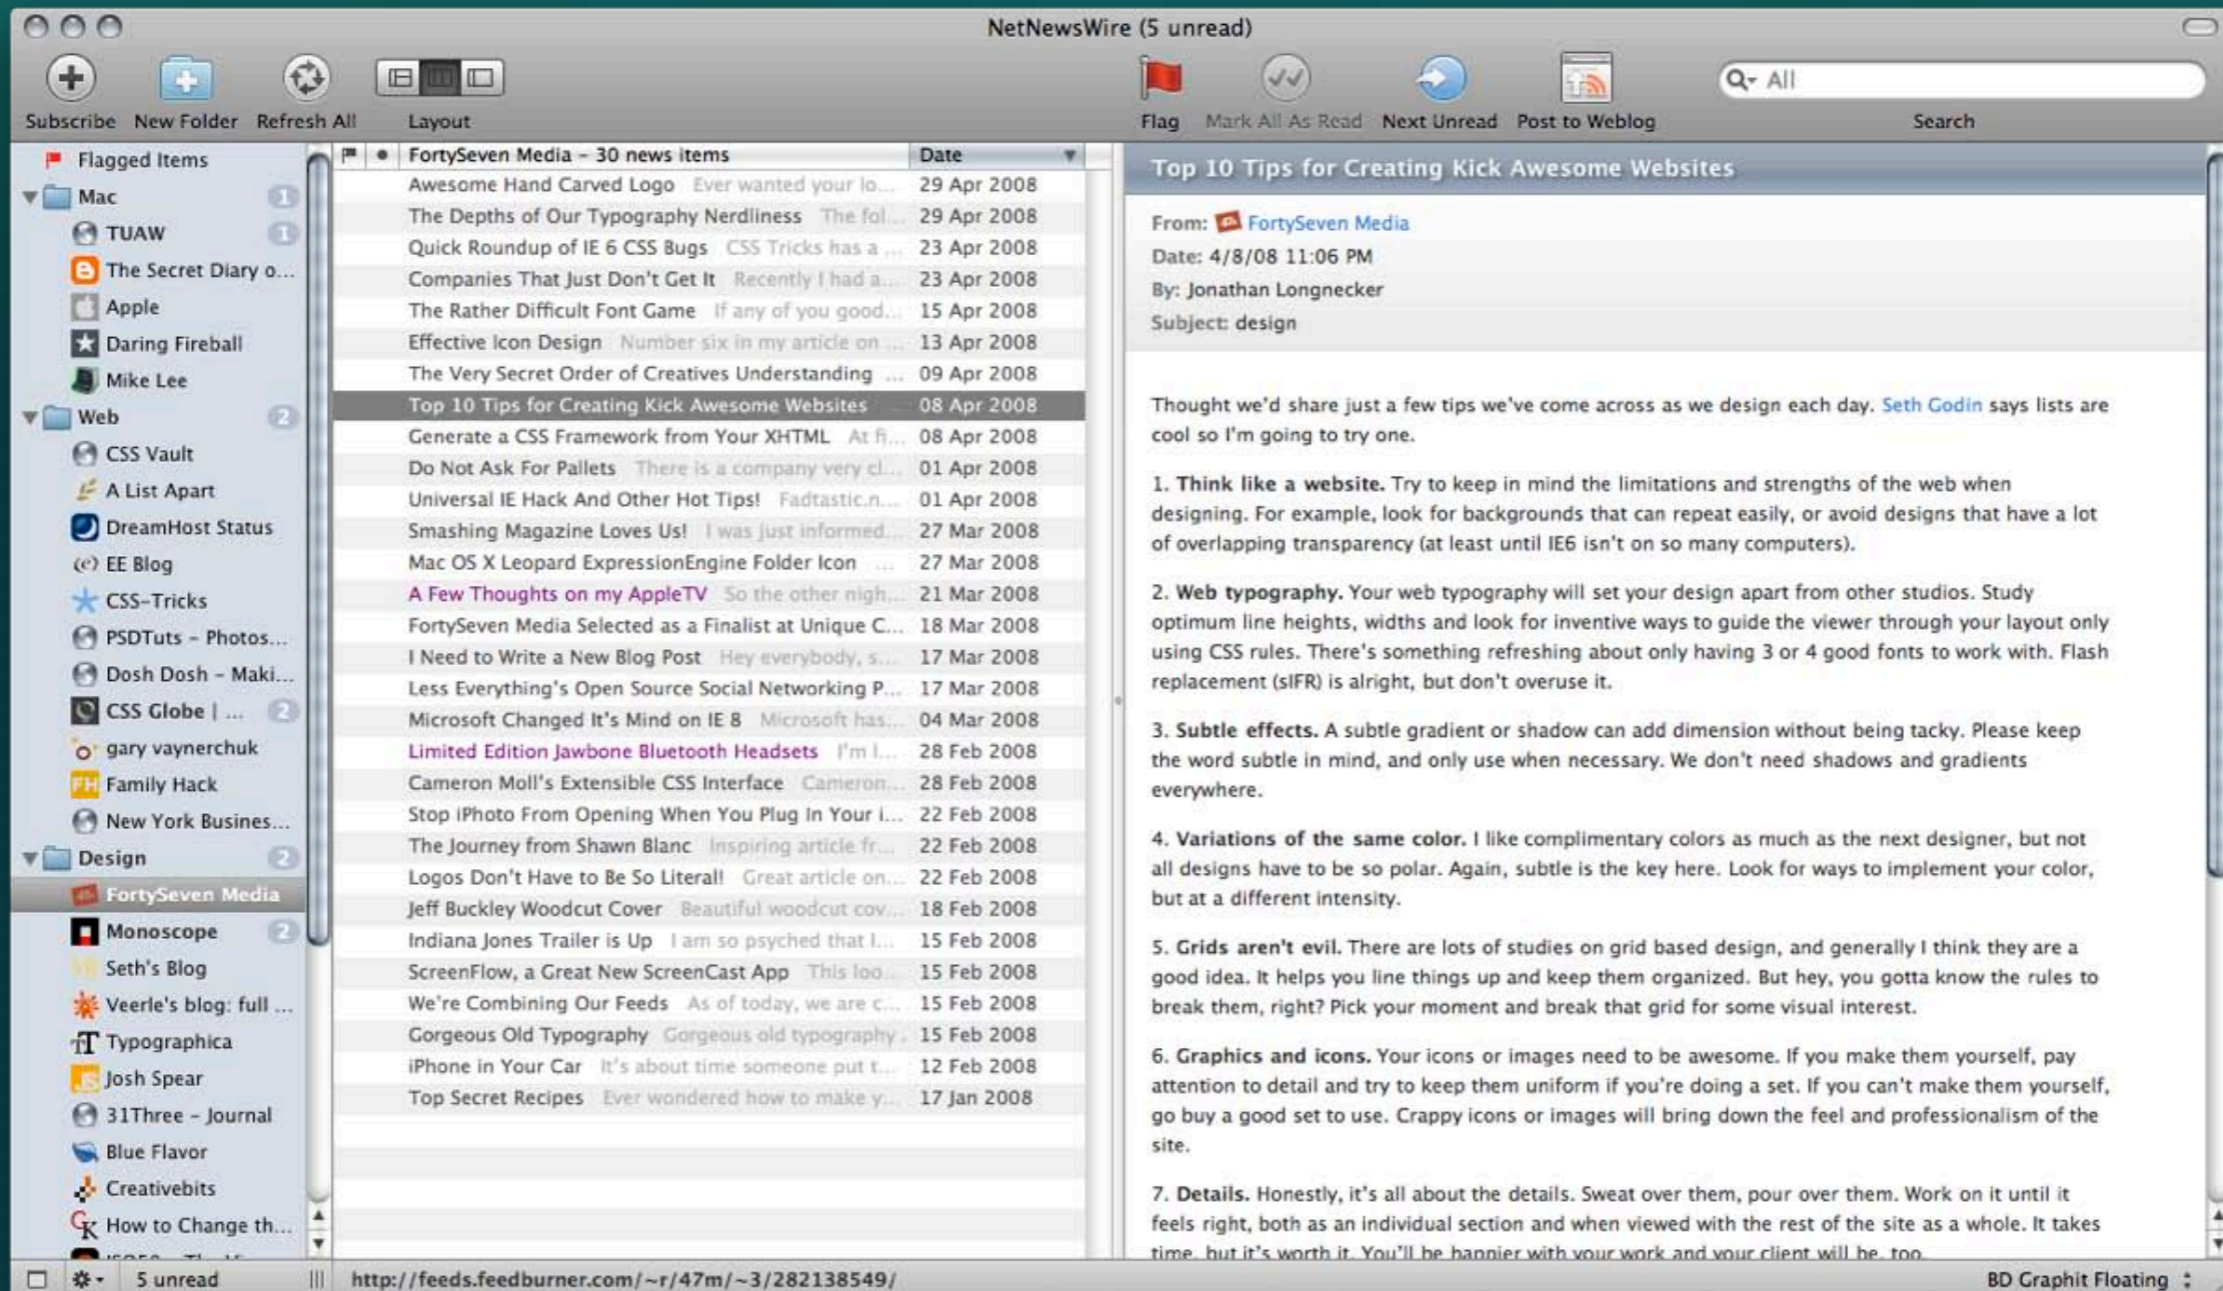 NetNewsWire (5 unread)
Subscribe New Folder Refresh All Layout Flag Mark All As Read Next Unread Post to Weblog All Search
Flagged Items
Mac 1
TUAW 1
The Secret Diary o...
Apple
Daring Fireball
Mike Lee
Web 2
CSS Vault
A List Apart
DreamHost Status
EE Blog
CSS-Tricks
PSDTuts – Photos...
Dosh Dosh – Maki...
CSS Globe | ... 2
gary vaynerchuk
Family Hack
New York Busines...
Design 2
FortySeven Media
Monoscope 2
Seth's Blog
Veerle's blog: full ...
Typographica
Josh Spear
31Three – Journal
Blue Flavor
Creativebits
How to Change th...
5 unread
FortySeven Media – 30 news items Date
Awesome Hand Carved Logo Ever wanted your lo... 29 Apr 2008
The Depths of Our Typography Nerdliness The fol... 29 Apr 2008
Quick Roundup of IE 6 CSS Bugs CSS Tricks has a ... 23 Apr 2008
Companies That Just Don't Get It Recently I had a... 23 Apr 2008
The Rather Difficult Font Game If any of you good... 15 Apr 2008
Effective Icon Design Number six in my article on ... 13 Apr 2008
The Very Secret Order of Creatives Understanding ... 09 Apr 2008
Top 10 Tips for Creating Kick Awesome Websites 08 Apr 2008
Generate a CSS Framework from Your XHTML At fi... 08 Apr 2008
Do Not Ask For Pallets There is a company very cl... 01 Apr 2008
Universal IE Hack And Other Hot Tips! Fadtastic.n... 01 Apr 2008
Smashing Magazine Loves Us! I was just informed... 27 Mar 2008
Mac OS X Leopard ExpressionEngine Folder Icon ... 27 Mar 2008
A Few Thoughts on my AppleTV So the other nigh... 21 Mar 2008
FortySeven Media Selected as a Finalist at Unique C... 18 Mar 2008
I Need to Write a New Blog Post Hey everybody, s... 17 Mar 2008
Less Everything's Open Source Social Networking P... 17 Mar 2008
Microsoft Changed It's Mind on IE 8 Microsoft has... 04 Mar 2008
Limited Edition Jawbone Bluetooth Headsets I'm l... 28 Feb 2008
Cameron Moll's Extensible CSS Interface Cameron... 28 Feb 2008
Stop iPhoto From Opening When You Plug In Your i... 22 Feb 2008
The Journey from Shawn Blanc Inspiring article fr... 22 Feb 2008
Logos Don't Have to Be So Literal! Great article on... 22 Feb 2008
Jeff Buckley Woodcut Cover Beautiful woodcut cov... 18 Feb 2008
Indiana Jones Trailer is Up I am so psyched that I... 15 Feb 2008
ScreenFlow, a Great New ScreenCast App This loo... 15 Feb 2008
We're Combining Our Feeds As of today, we are c... 15 Feb 2008
Gorgeous Old Typography Gorgeous old typography . 15 Feb 2008
iPhone in Your Car It's about time someone put t... 12 Feb 2008
Top Secret Recipes Ever wondered how to make y... 17 Jan 2008
http://feeds.feedburner.com/~r/47m/~3/282138549/
Top 10 Tips for Creating Kick Awesome Websites
From: FortySeven Media
Date: 4/8/08 11:06 PM
By: Jonathan Longnecker
Subject: design
Thought we'd share just a few tips we've come across as we design each day. Seth Godin says lists are
cool so I'm going to try one.
1. Think like a website. Try to keep in mind the limitations and strengths of the web when
designing. For example, look for backgrounds that can repeat easily, or avoid designs that have a lot
of overlapping transparency (at least until IE6 isn't on so many computers).
2. Web typography. Your web typography will set your design apart from other studios. Study
optimum line heights, widths and look for inventive ways to guide the viewer through your layout only
using CSS rules. There's something refreshing about only having 3 or 4 good fonts to work with. Flash
replacement (sIFR) is alright, but don't overuse it.
3. Subtle effects. A subtle gradient or shadow can add dimension without being tacky. Please keep
the word subtle in mind, and only use when necessary. We don't need shadows and gradients
everywhere.
4. Variations of the same color. I like complimentary colors as much as the next designer, but not
all designs have to be so polar. Again, subtle is the key here. Look for ways to implement your color,
but at a different intensity.
5. Grids aren't evil. There are lots of studies on grid based design, and generally I think they are a
good idea. It helps you line things up and keep them organized. But hey, you gotta know the rules to
break them, right? Pick your moment and break that grid for some visual interest.
6. Graphics and icons. Your icons or images need to be awesome. If you make them yourself, pay
attention to detail and try to keep them uniform if you're doing a set. If you can't make them yourself,
go buy a good set to use. Crappy icons or images will bring down the feel and professionalism of the
site.
7. Details. Honestly, it's all about the details. Sweat over them, pour over them. Work on it until it
feels right, both as an individual section and when viewed with the rest of the site as a whole. It takes
time, but it's worth it. You'll be happier with your work and your client will be, too.
BD Graphit Floating